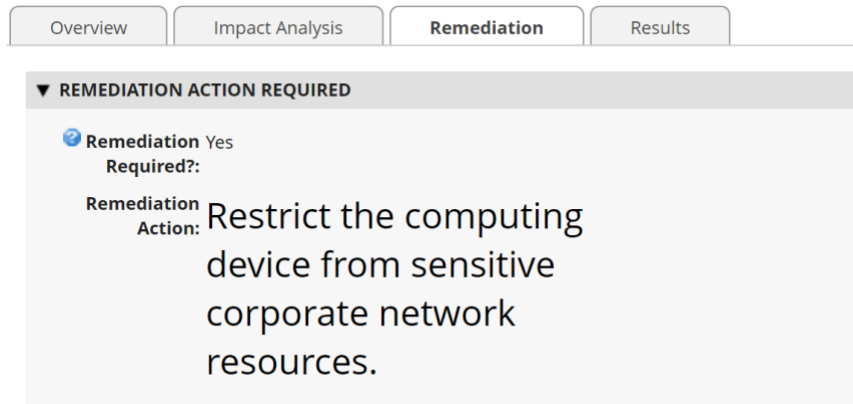 Overview
Impact Analysis
Remediation
Results
▼ REMEDIATION ACTION REQUIRED
? Remediation Required?:
Yes
Remediation Action:
Restrict the computing
device from sensitive
corporate network
resources.